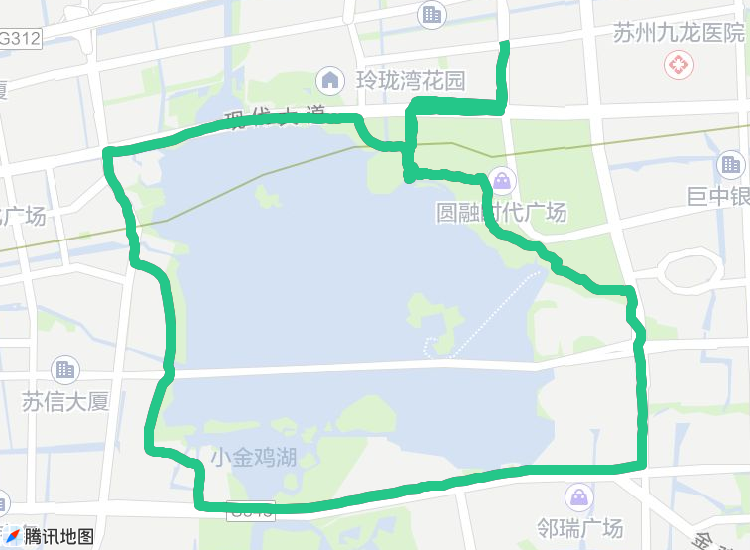 苏州九龙医院
G312
玲珑湾花园
现代大道
巨中银
圆融时代广场
广场
苏信大厦
小金鸡湖
邻瑞广场
腾讯地图